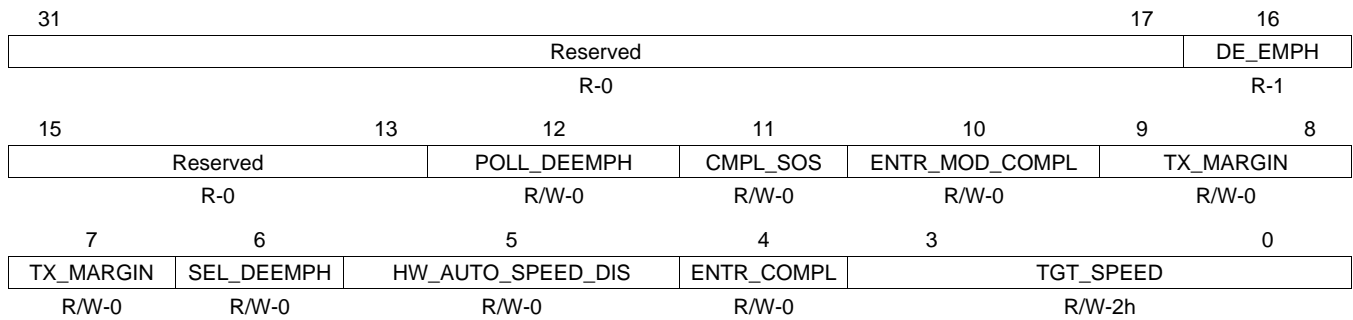 31 17 16
Reserved DE_EMPH
R-0 R-1
15 13 12 11 10 9 8
Reserved POLL_DEEMPH CMPL_SOS ENTR_MOD_COMPL TX_MARGIN
R-0 R/W-0 R/W-0 R/W-0 R/W-0
7 6 5 4 3 0
TX_MARGIN SEL_DEEMPH HW_AUTO_SPEED_DIS ENTR_COMPL TGT_SPEED
R/W-0 R/W-0 R/W-0 R/W-0 R/W-2h